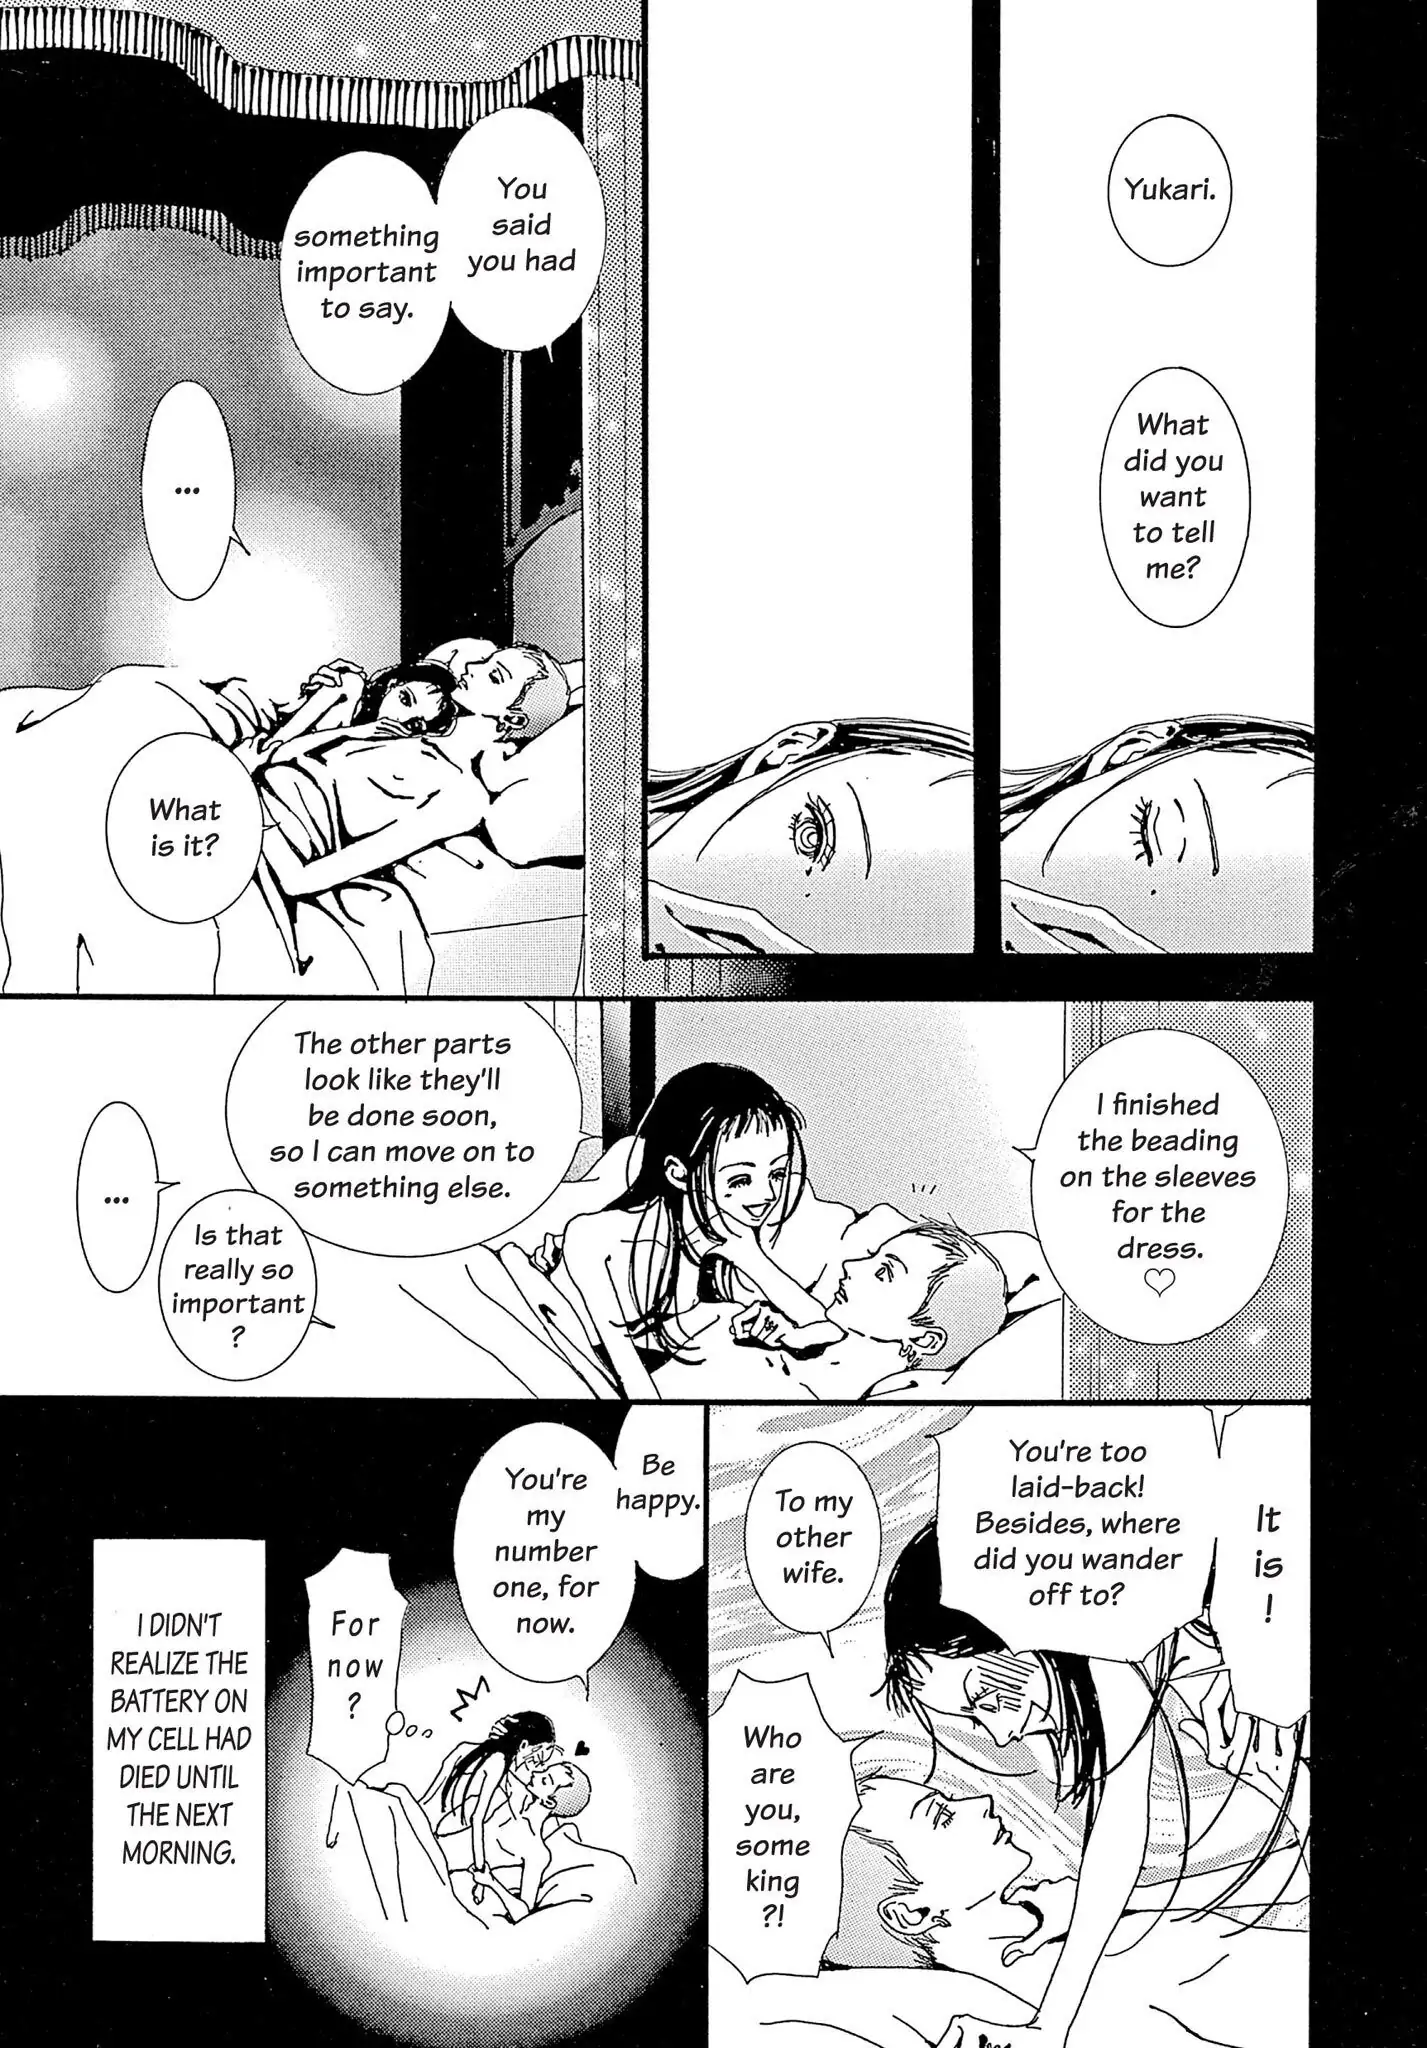 Yukari.
What
did you
want
to tell
me?
You
said
you had
something
important
to say.
...
What
is it?
I finished
the beading
on the sleeves
for the
dress.
♡
The other parts
look like they'll
be done soon,
so I can move on to
something else.
...
Is that
really so
important
?
It
is
!
You're too
laid-back!
Besides, where
did you wander
off to?
To my
other
wife.
Who
are
you,
some
king
?!
Be
happy.
You're
my
number
one, for
now.
For
now
?
I DIDN'T
REALIZE THE
BATTERY ON
MY CELL HAD
DIED UNTIL
THE NEXT
MORNING.